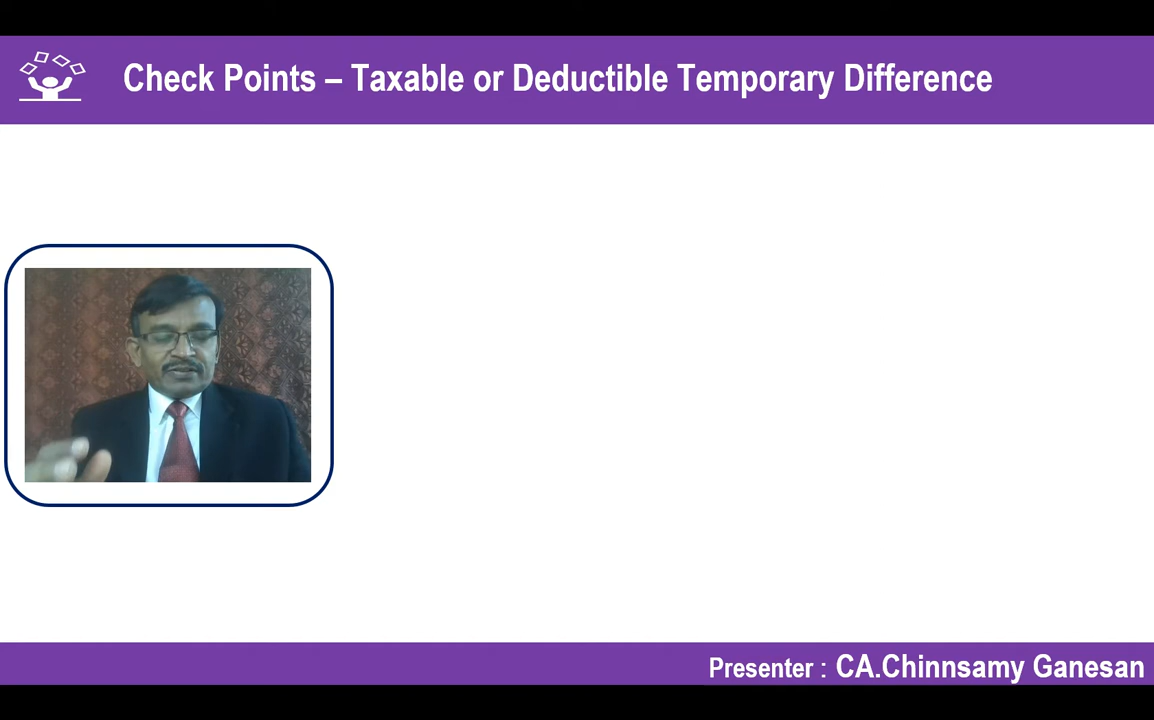 Check Points – Taxable or Deductible Temporary Difference
Presenter : CA.Chinnsamy Ganesan